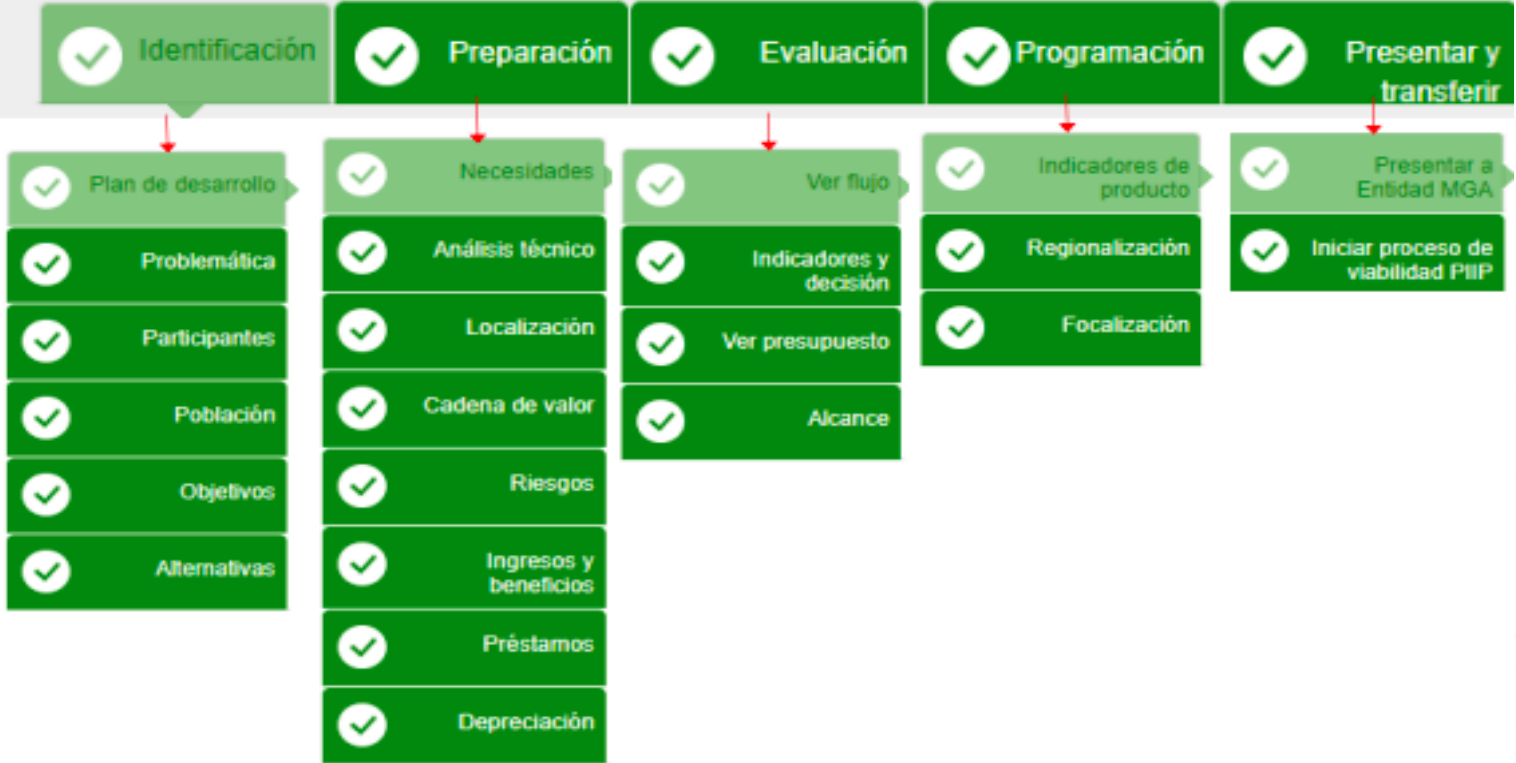 Identificación
Preparación
Evaluación
Programación
Presentar y
transferir
Plan de desarrollo
Problemática
Participantes
Población
Objetivos
Alternativas
Necesidades
Análisis técnico
Localización
Cadena de valor
Riesgos
Ingresos y
beneficios
Préstamos
Depreciación
Ver flujo
Indicadores y
decisión
Ver presupuesto
Alcance
Indicadores de
producto
Regionalización
Focalización
Presentar a
Entidad MGA
Iniciar proceso de
viabilidad PIIP